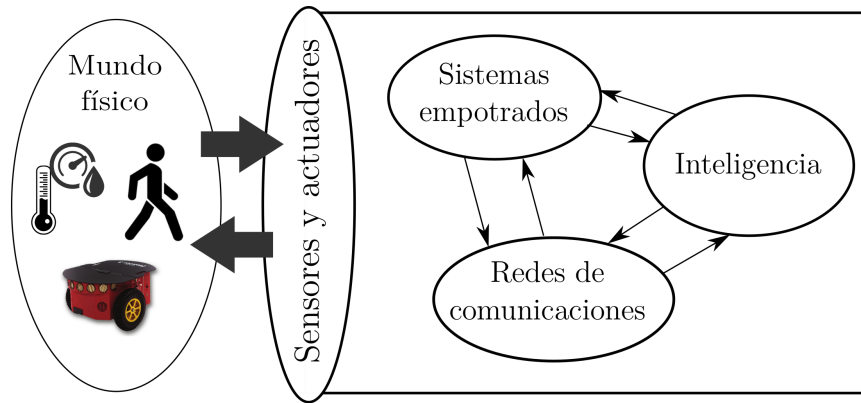 Mundo
físico
Sensores y actuadores
Sistemas
empotrados
Inteligencia
Redes de
comunicaciones